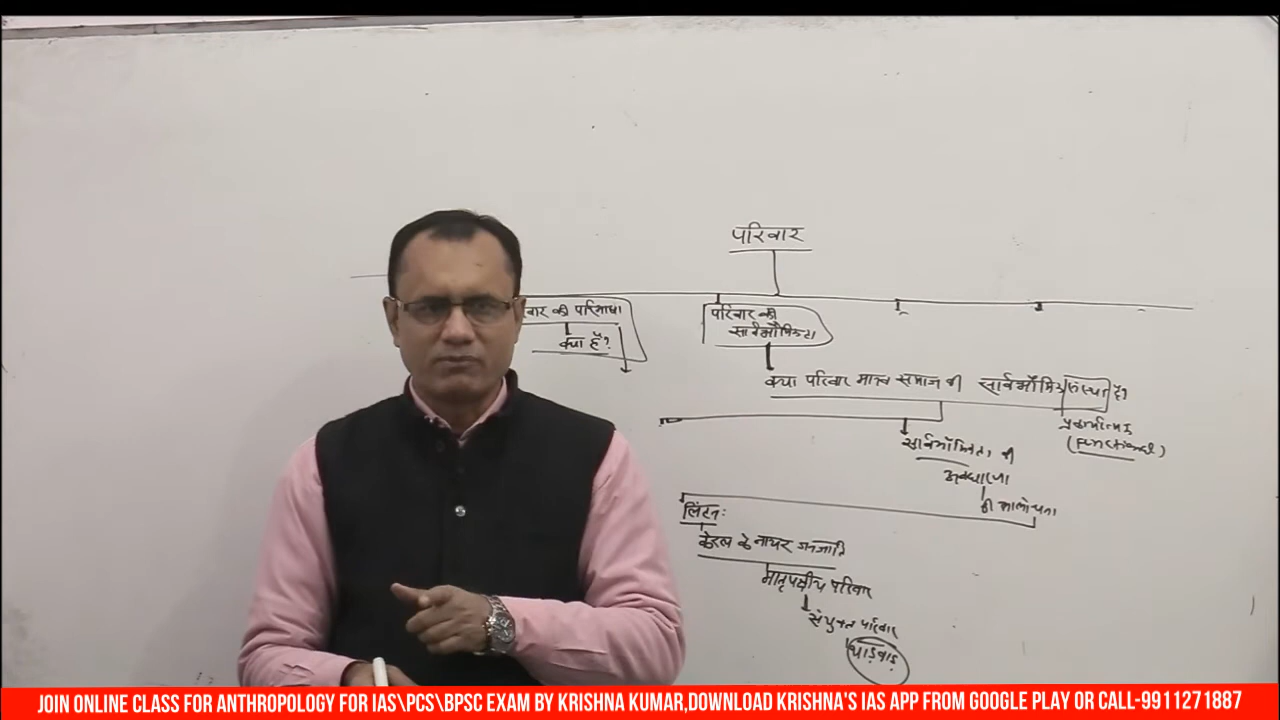 परिवार
वार की परिभाषा
क्या है?
परिवार की
सार्वभौमिकता
क्या परिवार मानव समाज की सार्वभौमिक संस्था है?
प्रकार्यात्मक
(Functional)
सार्वभौमिकता की
अवधारणा
की आलोचना
लिंटन:
केरल के नायर जनजाति
मातृपक्षीय परिवार
संयुक्त परिवार
थाड़वाड़
JOIN ONLINE CLASS FOR ANTHROPOLOGY FOR IAS\PCS\BPSC EXAM BY KRISHNA KUMAR,DOWNLOAD KRISHNA'S IAS APP FROM GOOGLE PLAY OR CALL-9911271887